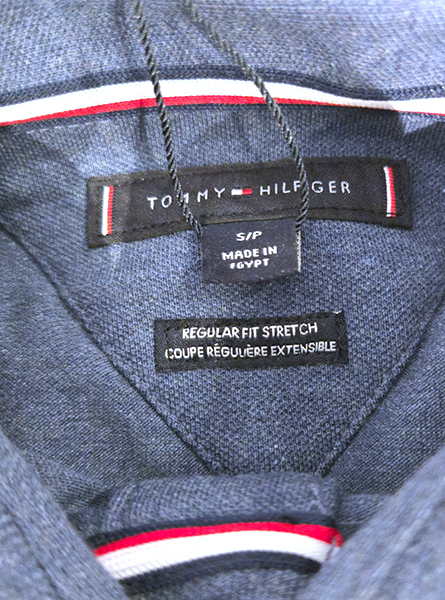 TOMMY HILFIGER
S/P
MADE IN
EGYPT
REGULAR FIT STRETCH
COUPE RÉGULIÈRE EXTENSIBLE